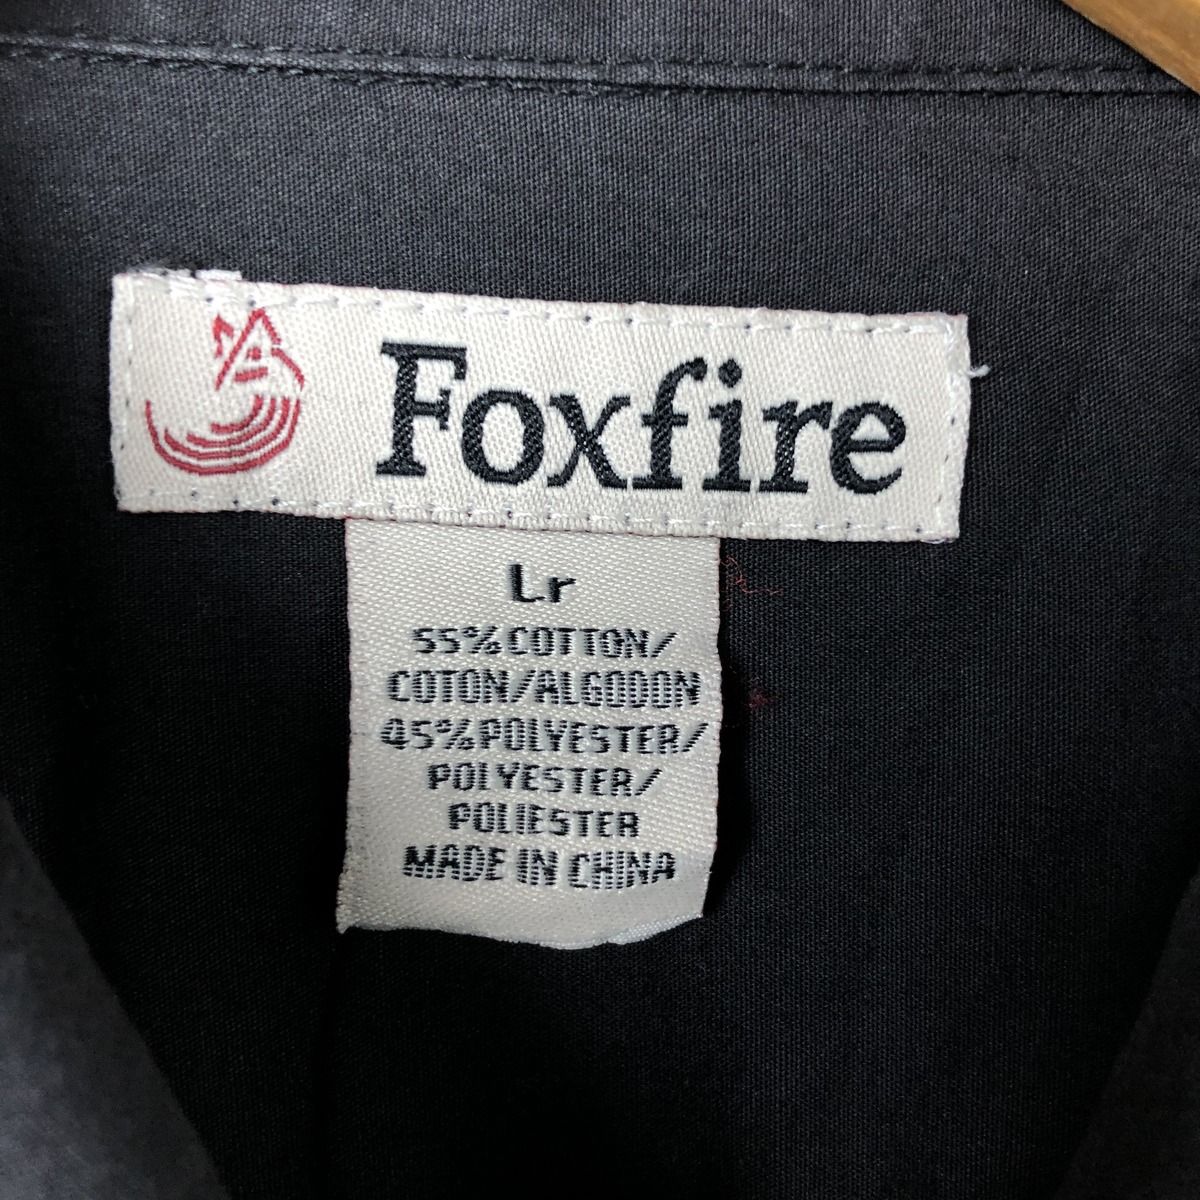 Foxfire
Lr
55%COTTON/
COTON/ALGODON
45%POLYESTER/
POLYESTER/
POLIESTER
MADE IN CHINA